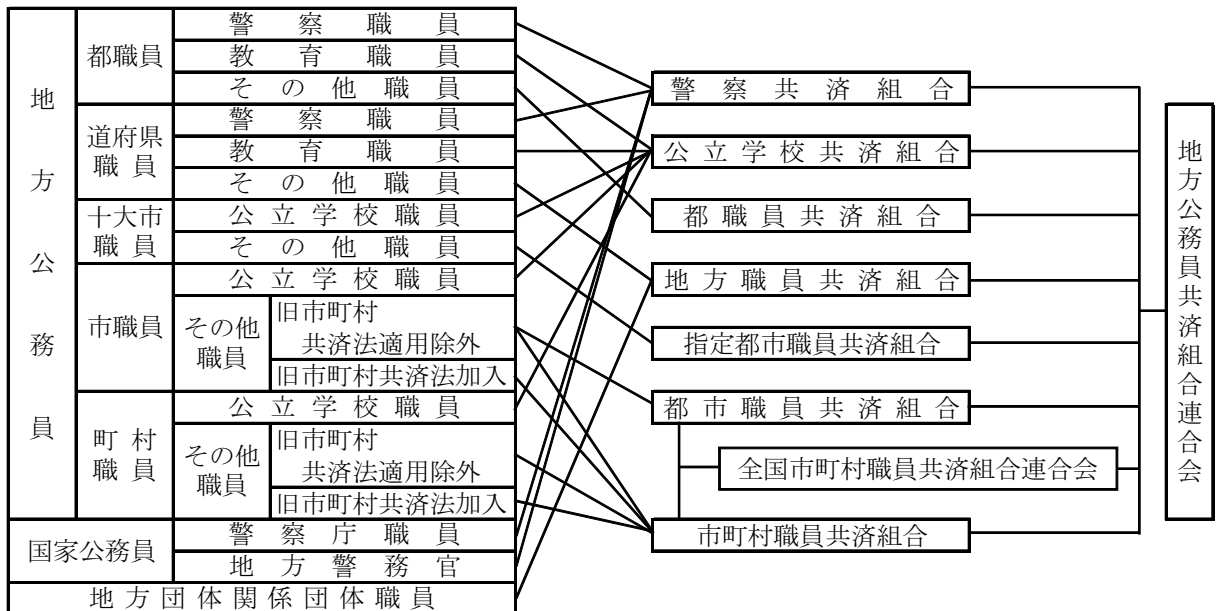 地方公務員
都職員
警察職員
教育職員
その他職員
道府県
職員
警察職員
教育職員
その他職員
十大市
職員
公立学校職員
その他職員
市職員
公立学校職員
その他
職員
旧市町村
共済法適用除外
旧市町村共済法加入
町村
職員
公立学校職員
その他
職員
旧市町村
共済法適用除外
旧市町村共済法加入
国家公務員
警察庁職員
地方警務官
地方団体関係団体職員
警察共済組合
公立学校共済組合
都職員共済組合
地方職員共済組合
指定都市職員共済組合
都市職員共済組合
全国市町村職員共済組合連合会
市町村職員共済組合
地方公務員共済組合連合会